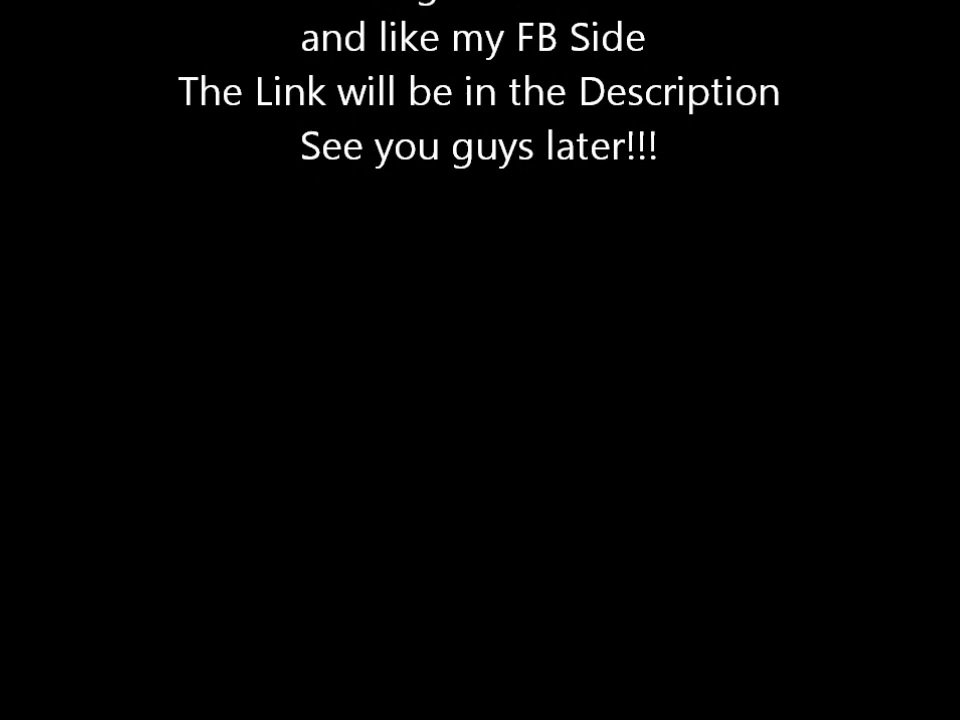 and like my FB Side
The Link will be in the Description
See you guys later!!!